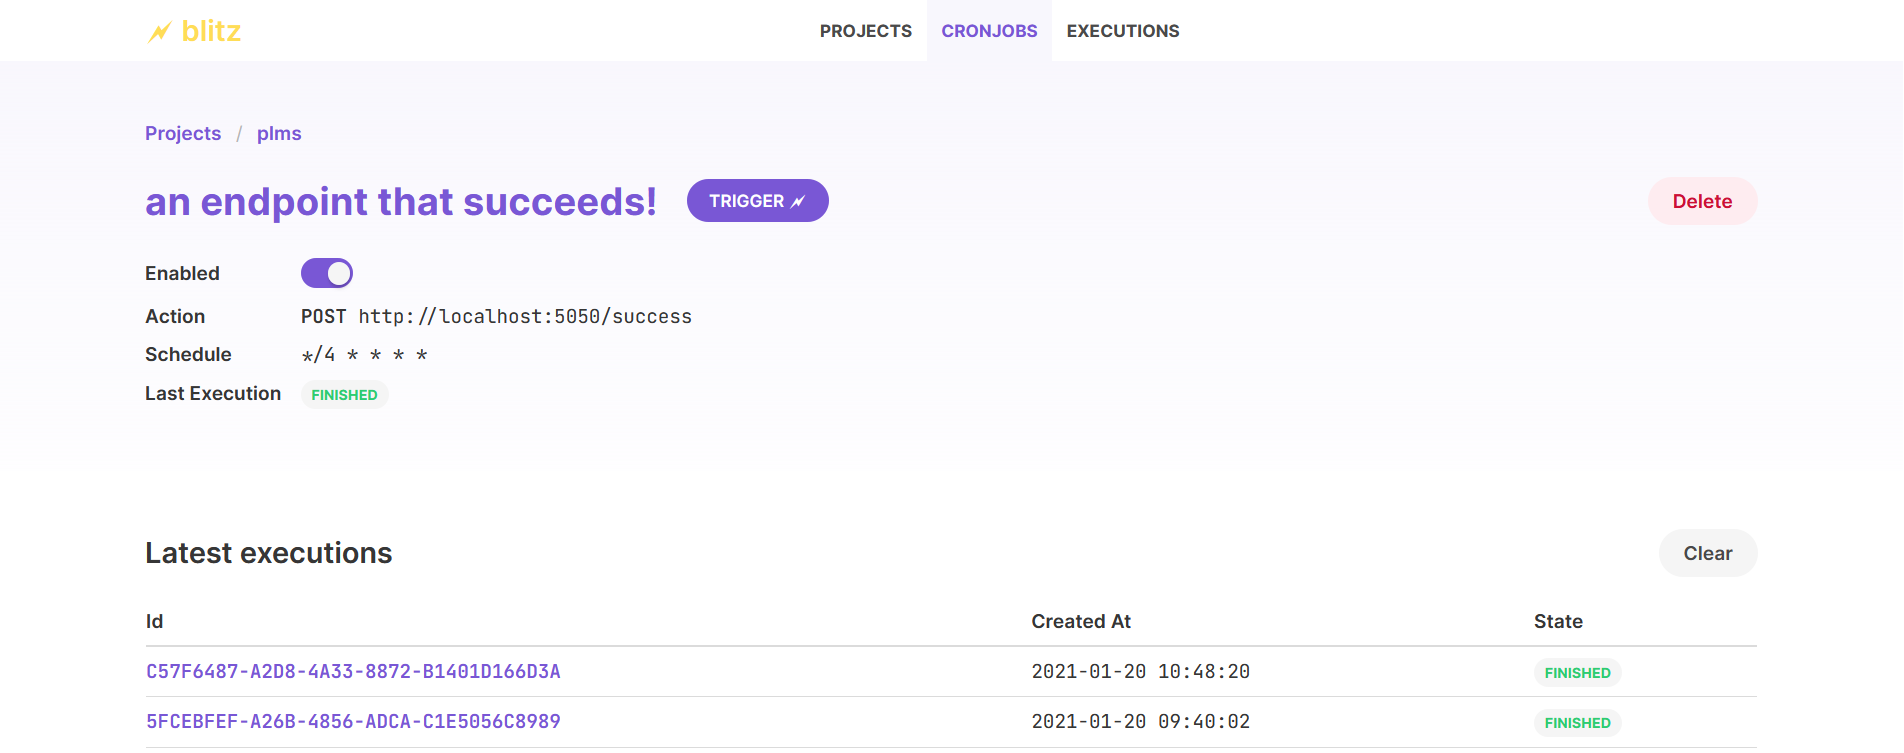 blitz
PROJECTS CRONJOBS EXECUTIONS
Projects / plms
an endpoint that succeeds! TRIGGER Delete
Enabled
Action POST http://localhost:5050/success
Schedule */4 * * * *
Last Execution FINISHED
Latest executions Clear
Id Created At State
C57F6487-A2D8-4A33-8872-B1401D166D3A 2021-01-20 10:48:20 FINISHED
5FCEBFEF-A26B-4856-ADCA-C1E5056C8989 2021-01-20 09:40:02 FINISHED